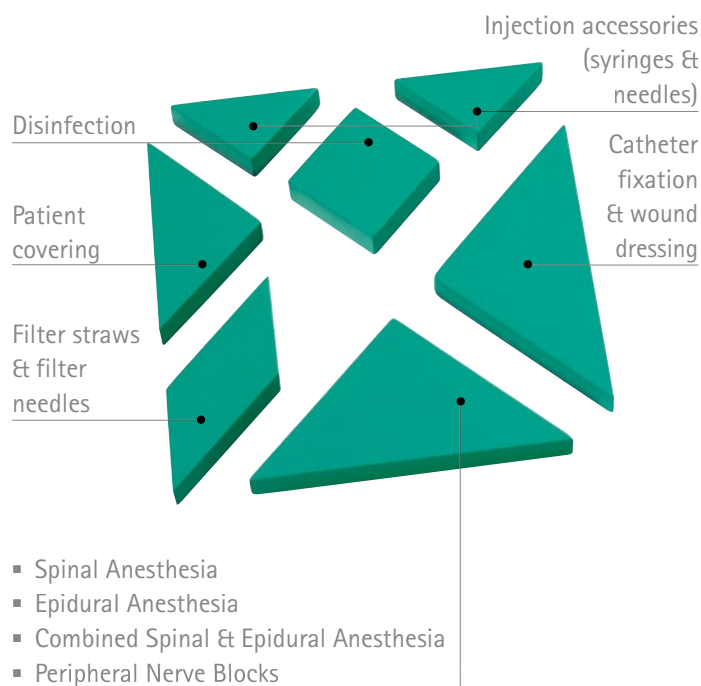 Injection accessories
(syringes &
needles)
Disinfection
Catheter
fixation
& wound
dressing
Patient
covering
Filter straws
& filter
needles
▪ Spinal Anesthesia
▪ Epidural Anesthesia
▪ Combined Spinal & Epidural Anesthesia
▪ Peripheral Nerve Blocks